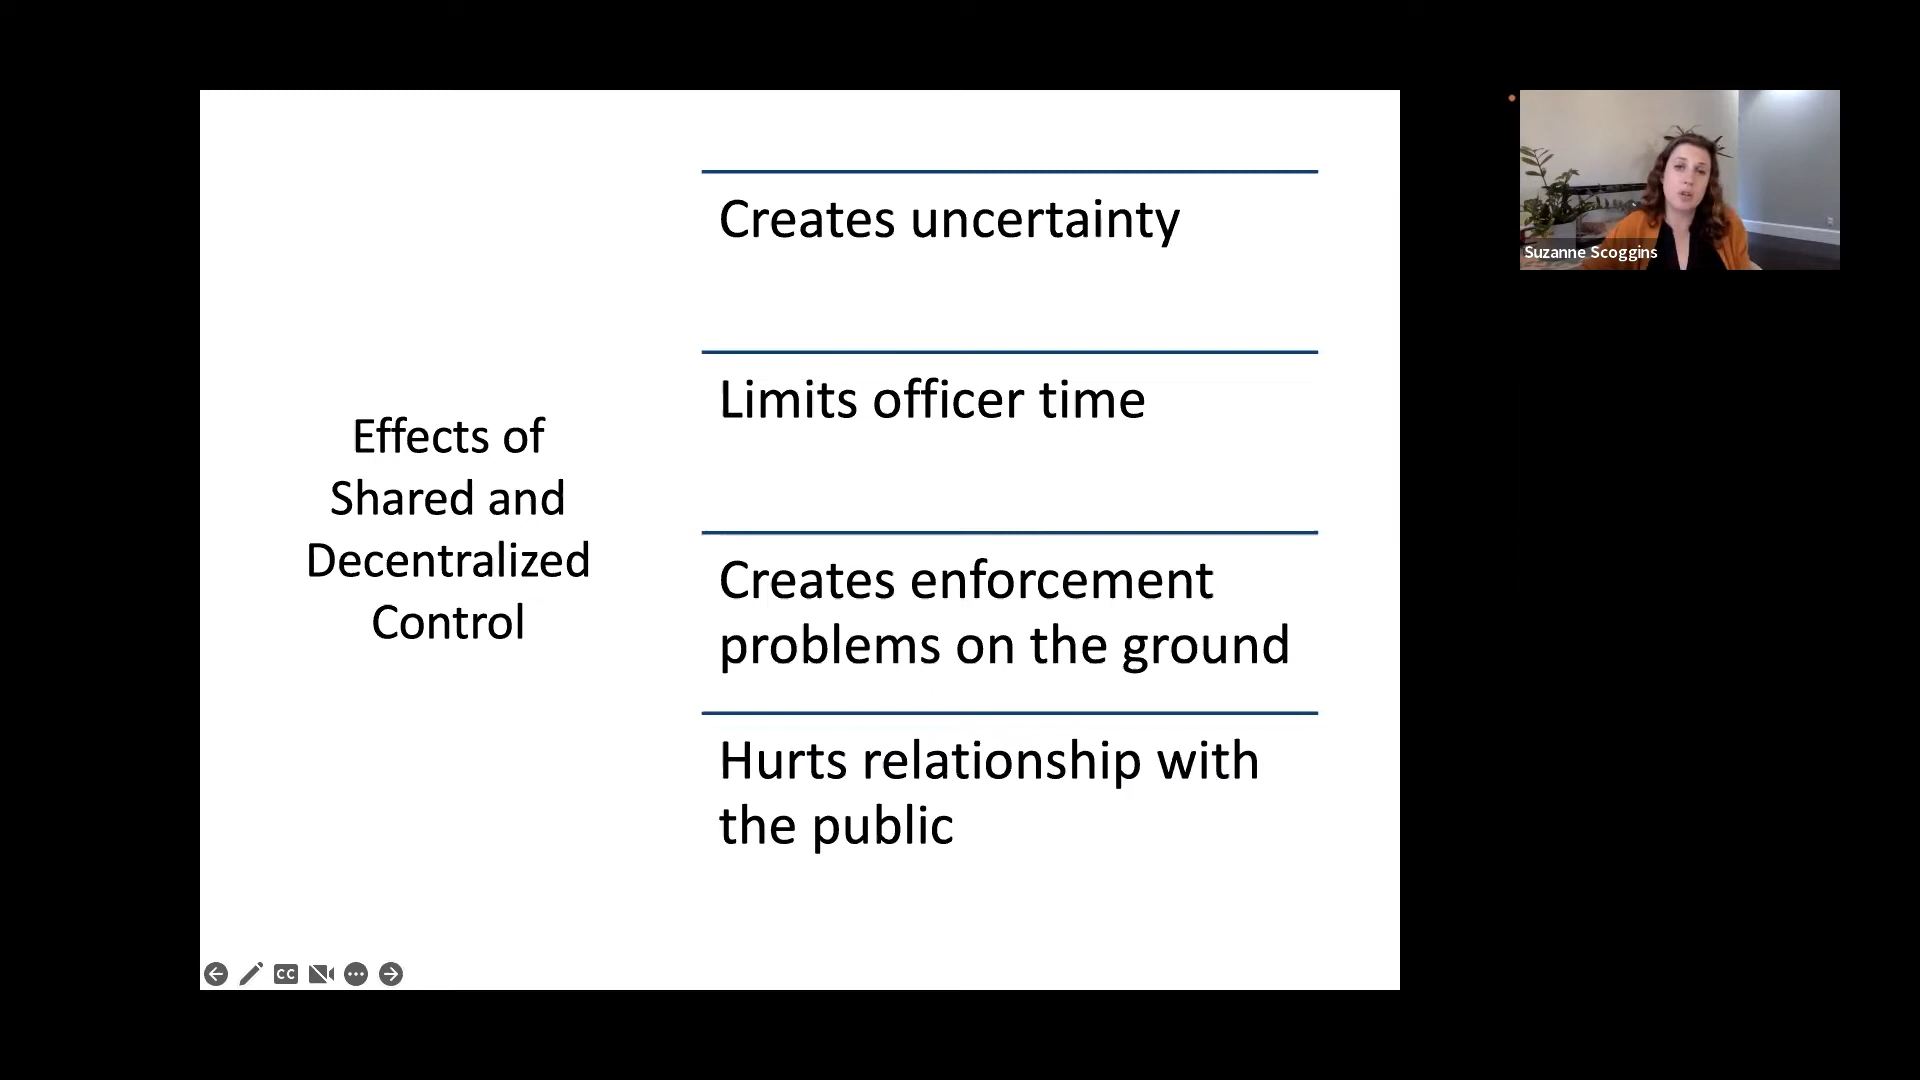 Effects of
Shared and
Decentralized
Control
Creates uncertainty
Limits officer time
Creates enforcement
problems on the ground
Hurts relationship with
the public
CC
Suzanne Scoggins